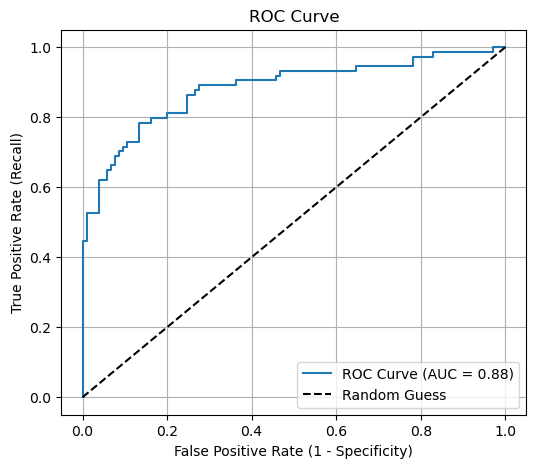 ROC Curve
True Positive Rate (Recall)
1.0
0.8
0.6
0.4
0.2
0.0
ROC Curve (AUC = 0.88)
Random Guess
0.0 0.2 0.4 0.6 0.8 1.0
False Positive Rate (1 - Specificity)